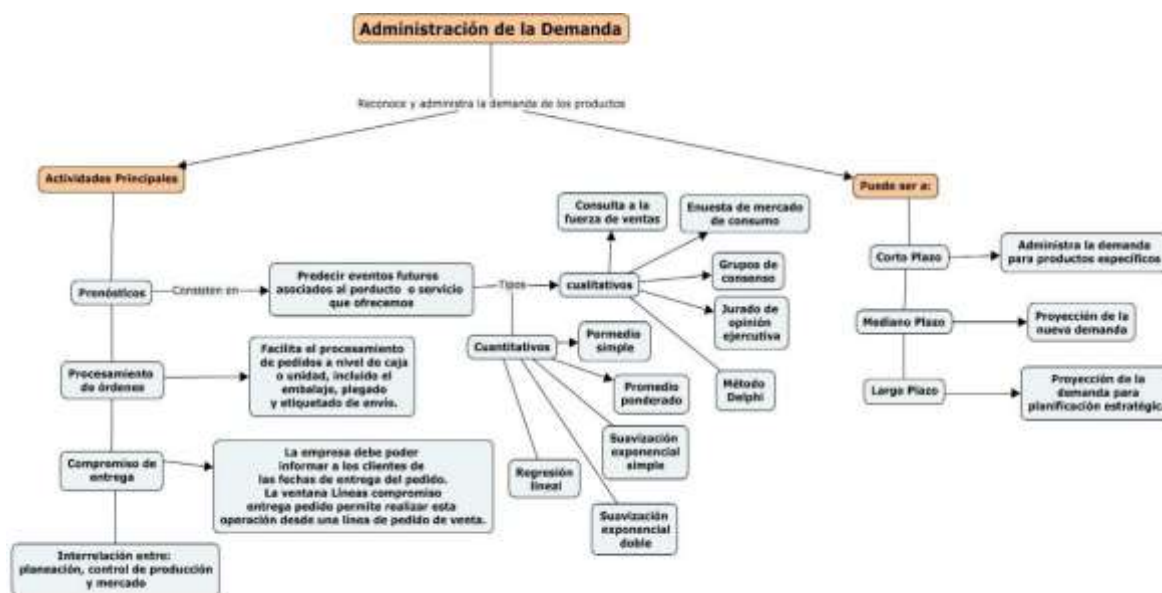 Administración de la Demanda
Reconoce y administra la demanda de los productos
Actividades Principales
Puede ser a:
Consulta a la
fuerza de ventas
Enuesta de mercado
de consumo
Pronósticos
Consisten en
Predecir eventos futuros
asociados al porducto o servicio
que ofrecemos
Tipos
cualitativos
Grupos de
consenso
Jurado de
opinión
ejercutiva
Método
Delphi
Cuantitativos
Pormedio
simple
Promedio
ponderado
Suavización
exponencial
simple
Suavización
exponencial
doble
Regresión
lineal
Procesamiento
de órdenes
Facilita el procesamiento
de pedidos a nivel de caja
o unidad, incluido el
embalaje, plegado
y etiquetado de envío.
Compromiso de
entrega
La empresa debe poder
informar a los clientes de
las fechas de entrega del pedido.
La ventana Líneas compromiso
entrega pedido permite realizar esta
operación desde una línea de pedido de venta.
Interrelación entre:
planeación, control de producción
y mercado
Corto Plazo
Administra la demanda
para productos específicos
Mediano Plazo
Proyección de la
nueva demanda
Largo Plazo
Proyección de la
demanda para
planificación estratégica